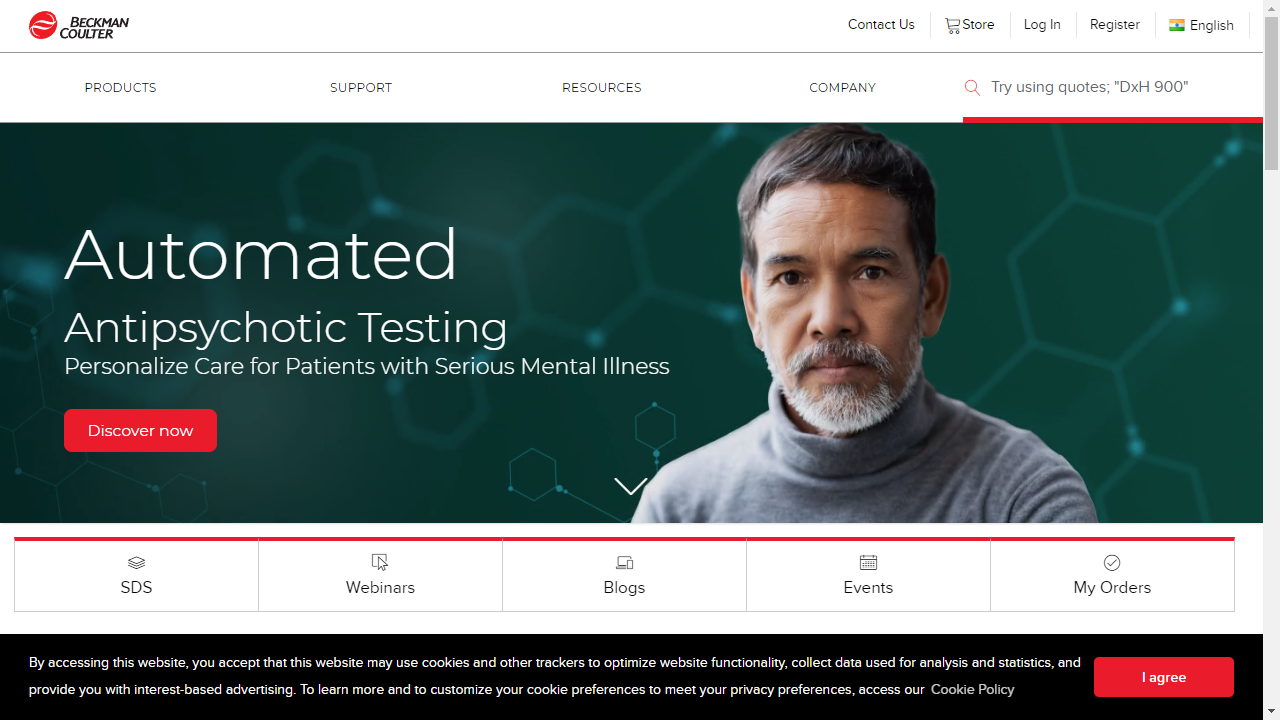 BECKMAN
COULTER
Contact Us
Store
Log In
Register
English
PRODUCTS
SUPPORT
RESOURCES
COMPANY
Try using quotes; "DxH 900"
Automated
Antipsychotic Testing
Personalize Care for Patients with Serious Mental Illness
Discover now
SDS
Webinars
Blogs
Events
My Orders
By accessing this website, you accept that this website may use cookies and other trackers to optimize website functionality, collect data used for analysis and statistics, and
provide you with interest-based advertising. To learn more and to customize your cookie preferences to meet your privacy preferences, access our Cookie Policy
I agree